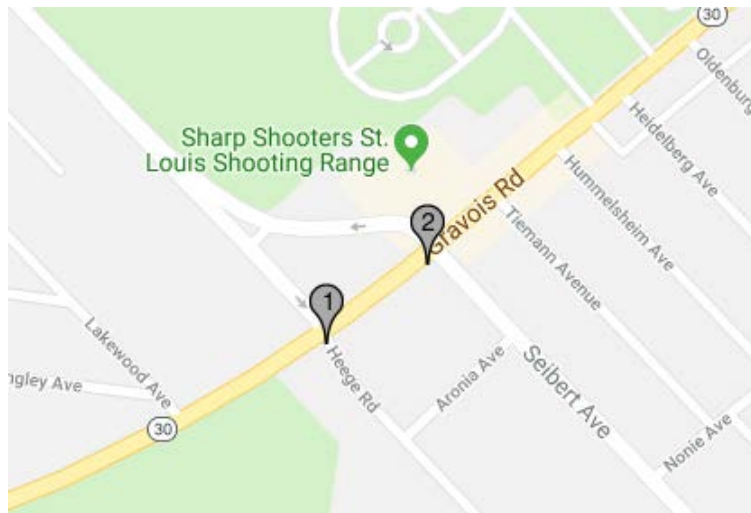 30
Oldenburg
Sharp Shooters St.
Louis Shooting Range
Heidelberg Ave
Gravois Rd
Hummelsheim Ave
2
Tiemann Avenue
1
Lakewood Ave
Heege Rd
Aronia Ave
Seibert Ave
ngley Ave
30
Nonie Ave